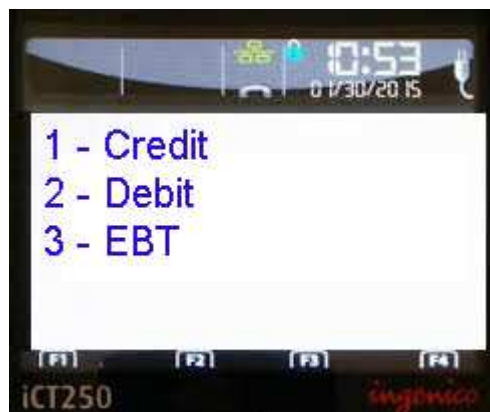 10:53
01/30/2015
1 - Credit
2 - Debit
3 - EBT
F1 F2 F3 F4
iCT250 ingenico